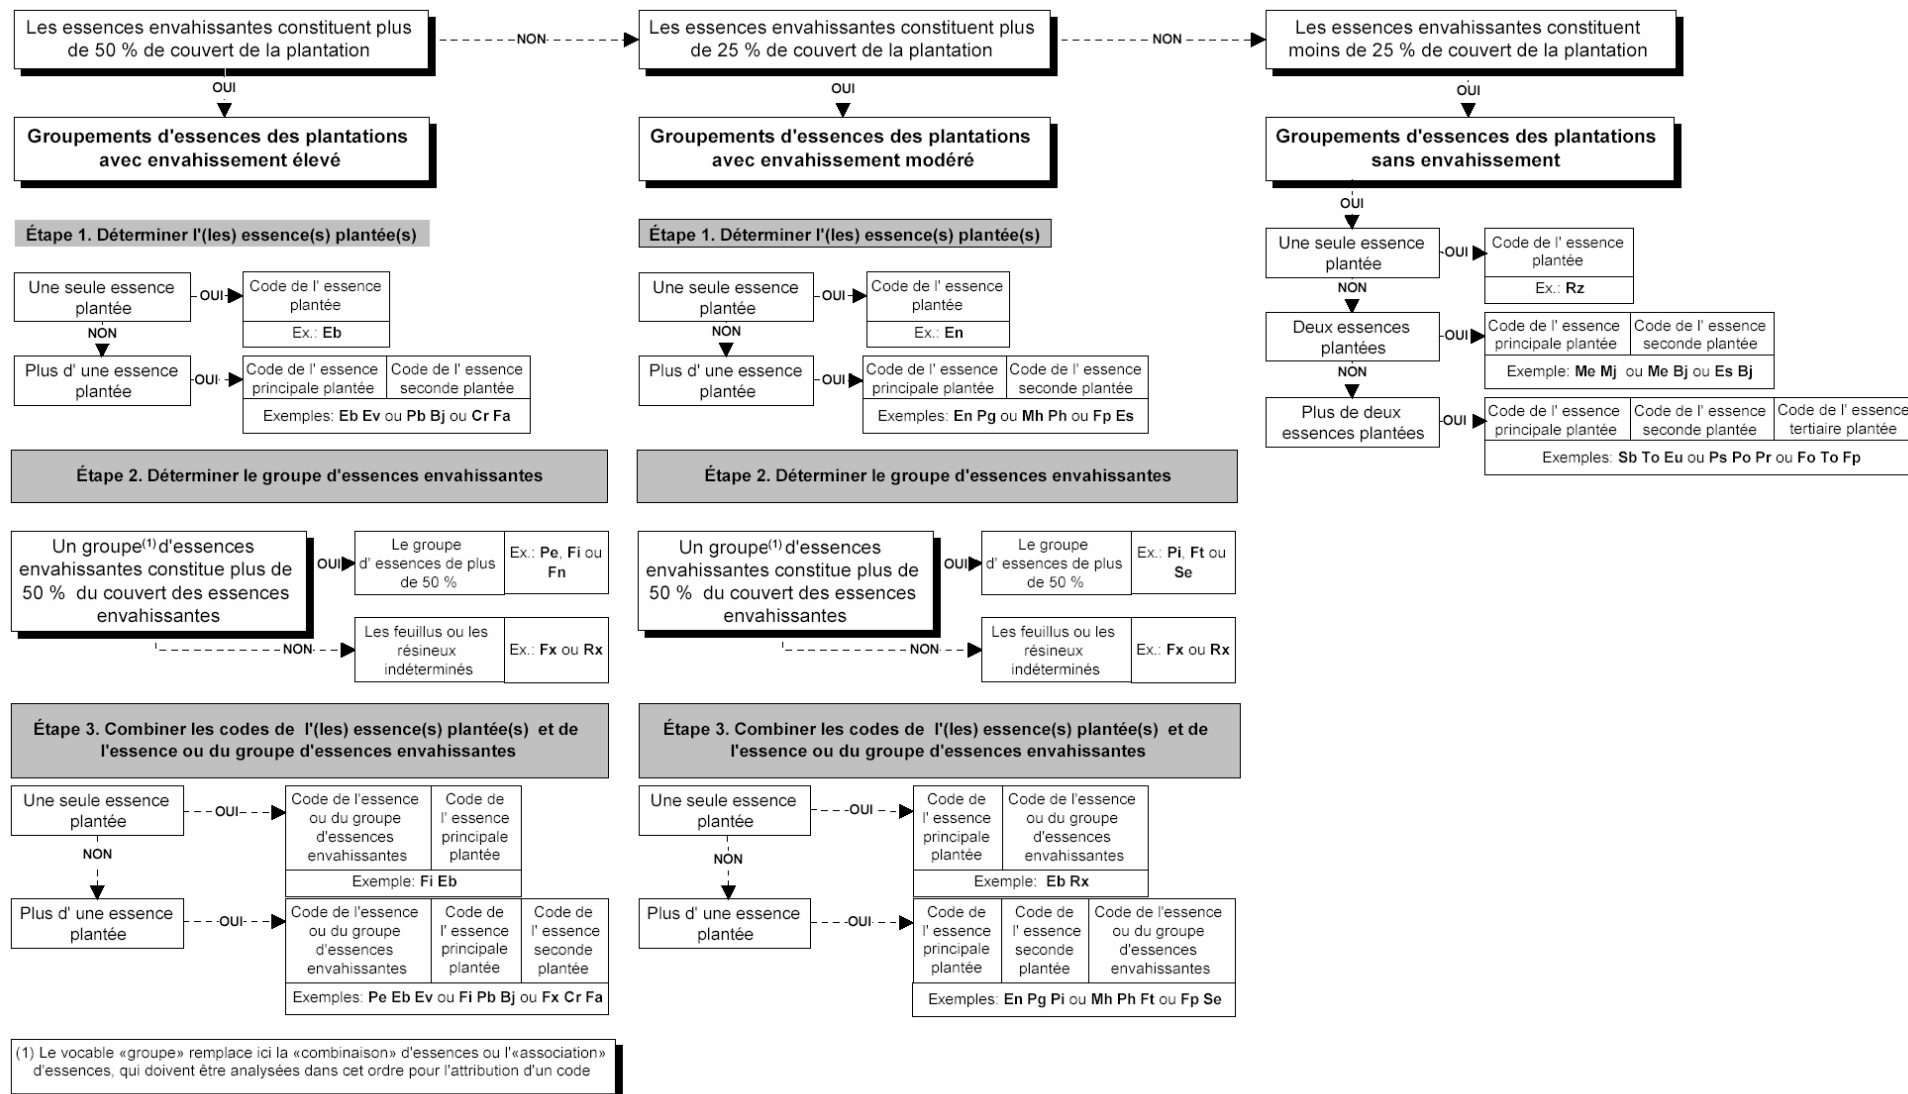 Les essences envahissantes constituent plus
de 50 % de couvert de la plantation
NON
Les essences envahissantes constituent plus
de 25 % de couvert de la plantation
NON
Les essences envahissantes constituent
moins de 25 % de couvert de la plantation
OUI
OUI
OUI
Groupements d'essences des plantations
avec envahissement élevé
Groupements d'essences des plantations
avec envahissement modéré
Groupements d'essences des plantations
sans envahissement
Étape 1. Déterminer l'(les) essence(s) plantée(s)
Une seule essence
plantée
OUI
Code de l' essence
plantée
Ex.: Eb
NON
Plus d' une essence
plantée
OUI
Code de l' essence
principale plantée
Code de l' essence
seconde plantée
Exemples: Eb Ev ou Pb Bj ou Cr Fa
Étape 2. Déterminer le groupe d'essences envahissantes
Un groupe(1) d'essences
envahissantes constitue plus de
50 % du couvert des essences
envahissantes
OUI
Le groupe
d' essences de plus
de 50 %
Ex.: Pe, Fi ou
Fn
NON
Les feuillus ou les
résineux
indéterminés
Ex.: Fx ou Rx
Étape 3. Combiner les codes de l'(les) essence(s) plantée(s) et de
l'essence ou du groupe d'essences envahissantes
Une seule essence
plantée
OUI
Code de l'essence
ou du groupe
d'essences
envahissantes
Code de
l' essence
principale
plantée
Exemple: Fi Eb
NON
Plus d' une essence
plantée
OUI
Code de l'essence
ou du groupe
d'essences
envahissantes
Code de
l' essence
principale
plantée
Code de
l' essence
seconde
plantée
Exemples: Pe Eb Ev ou Fi Pb Bj ou Fx Cr Fa
Étape 1. Déterminer l'(les) essence(s) plantée(s)
Une seule essence
plantée
OUI
Code de l' essence
plantée
Ex.: En
NON
Plus d' une essence
plantée
OUI
Code de l' essence
principale plantée
Code de l' essence
seconde plantée
Exemples: En Pg ou Mh Ph ou Fp Es
Étape 2. Déterminer le groupe d'essences envahissantes
Un groupe(1) d'essences
envahissantes constitue plus de
50 % du couvert des essences
envahissantes
OUI
Le groupe
d' essences de plus
de 50 %
Ex.: Pi, Ft ou
Se
NON
Les feuillus ou les
résineux
indéterminés
Ex.: Fx ou Rx
Étape 3. Combiner les codes de l'(les) essence(s) plantée(s) et de
l'essence ou du groupe d'essences envahissantes
Une seule essence
plantée
OUI
Code de
l' essence
principale
plantée
Code de l'essence
ou du groupe
d'essences
envahissantes
Exemple: Eb Rx
NON
Plus d' une essence
plantée
OUI
Code de
l' essence
principale
plantée
Code de
l' essence
seconde
plantée
Code de l'essence
ou du groupe
d'essences
envahissantes
Exemples: En Pg Pi ou Mh Ph Ft ou Fp Se
OUI
Une seule essence
plantée
OUI
Code de l' essence
plantée
Ex.: Rz
NON
Deux essences
plantées
OUI
Code de l' essence
principale plantée
Code de l' essence
seconde plantée
Exemple: Me Mj ou Me Bj ou Es Bj
NON
Plus de deux
essences plantées
OUI
Code de l' essence
principale plantée
Code de l' essence
seconde plantée
Code de l' essence
tertiaire plantée
Exemples: Sb To Eu ou Ps Po Pr ou Fo To Fp
(1) Le vocable «groupe» remplace ici la «combinaison» d'essences ou l'«association»
d'essences, qui doivent être analysées dans cet ordre pour l'attribution d'un code